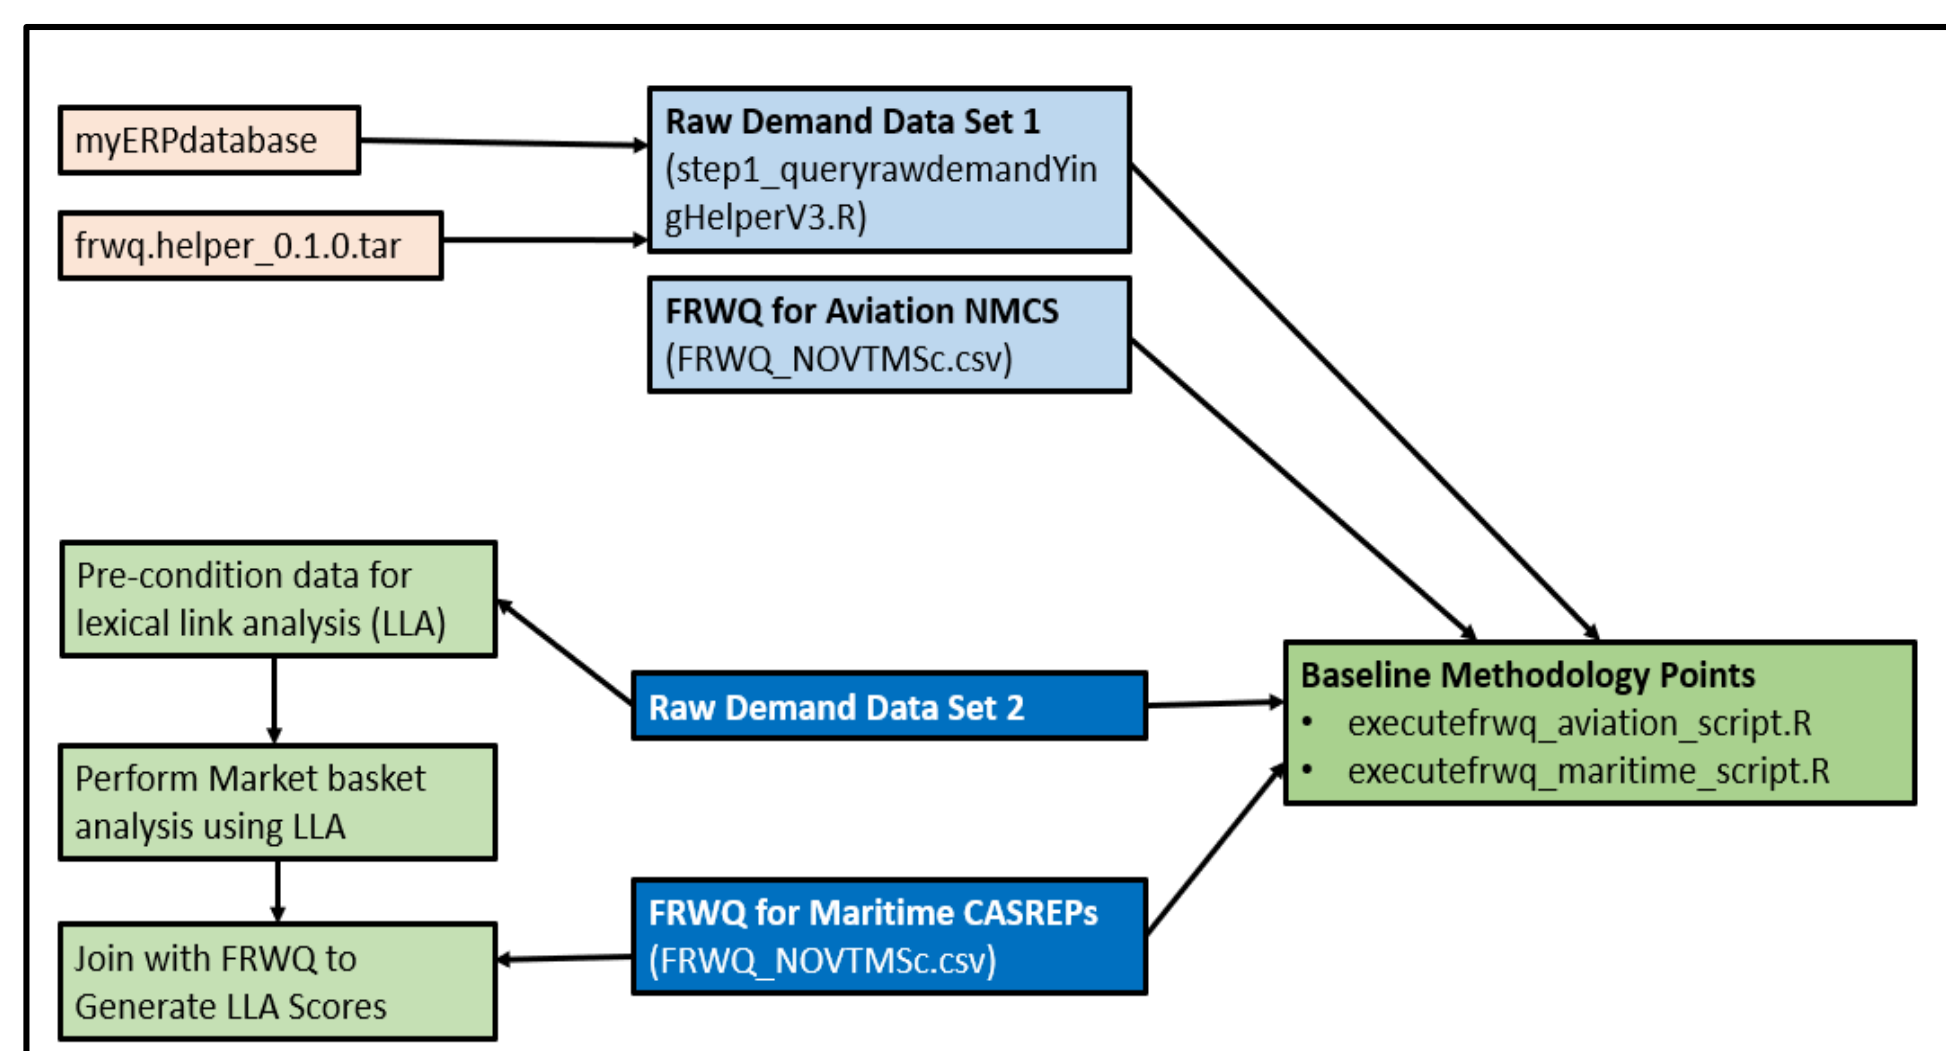 myERPdatabase
frwq.helper_0.1.0.tar
Raw Demand Data Set 1
(step1_queryrawdemandYin
gHelperV3.R)
FRWQ for Aviation NMCS
(FRWQ_NOVTMSc.csv)
Pre-condition data for
lexical link analysis (LLA)
Perform Market basket
analysis using LLA
Join with FRWQ to
Generate LLA Scores
Raw Demand Data Set 2
FRWQ for Maritime CASREPs
(FRWQ_NOVTMSc.csv)
Baseline Methodology Points
• executefrwq_aviation_script.R
• executefrwq_maritime_script.R